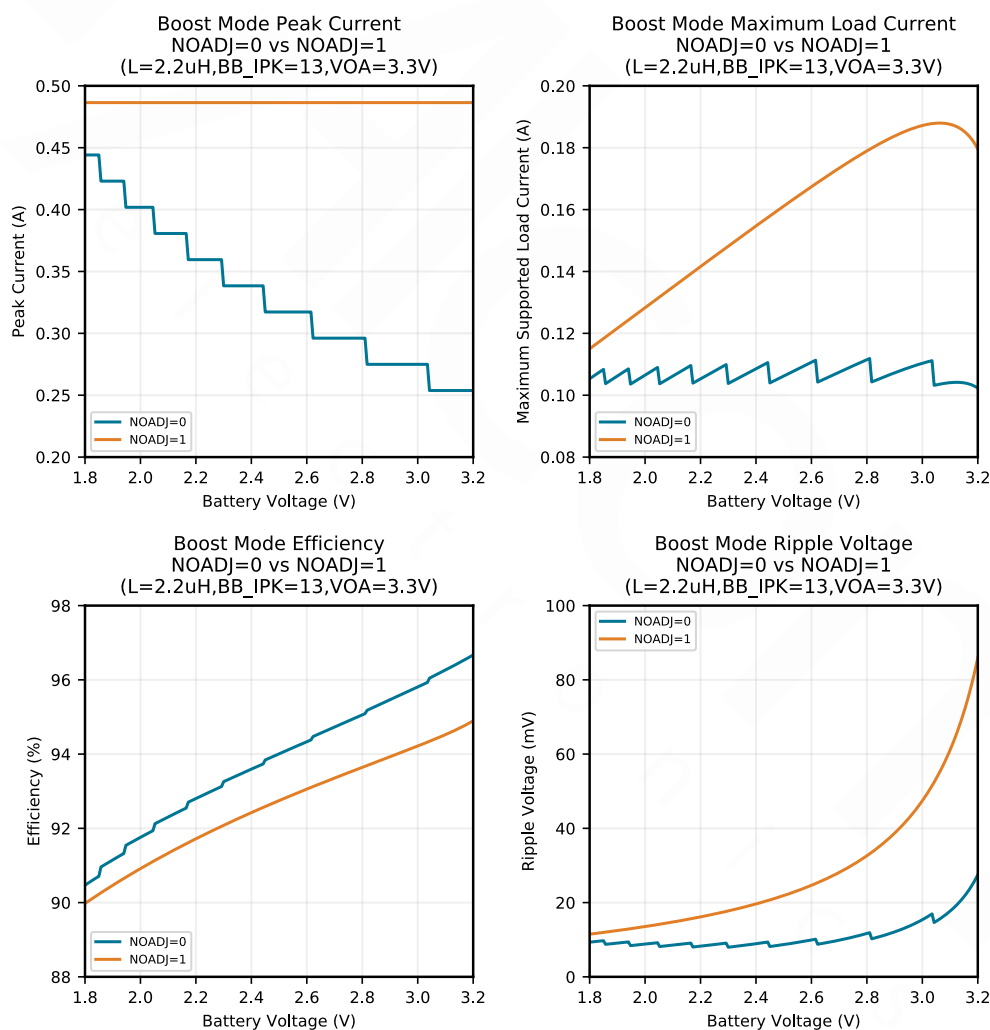 Boost Mode Peak Current
NOADJ=0 vs NOADJ=1
(L=2.2uH,BB_IPK=13,VOA=3.3V)
0.50
0.45
0.40
0.35
0.30
0.25
0.20
Peak Current (A)
NOADJ=0
NOADJ=1
1.8 2.0 2.2 2.4 2.6 2.8 3.0 3.2
Battery Voltage (V)
Boost Mode Maximum Load Current
NOADJ=0 vs NOADJ=1
(L=2.2uH,BB_IPK=13,VOA=3.3V)
0.20
0.18
0.16
0.14
0.12
0.10
0.08
Maximum Supported Load Current (A)
NOADJ=0
NOADJ=1
1.8 2.0 2.2 2.4 2.6 2.8 3.0 3.2
Battery Voltage (V)
Boost Mode Efficiency
NOADJ=0 vs NOADJ=1
(L=2.2uH,BB_IPK=13,VOA=3.3V)
98
96
94
92
90
88
Efficiency (%)
NOADJ=0
NOADJ=1
1.8 2.0 2.2 2.4 2.6 2.8 3.0 3.2
Battery Voltage (V)
Boost Mode Ripple Voltage
NOADJ=0 vs NOADJ=1
(L=2.2uH,BB_IPK=13,VOA=3.3V)
100
80
60
40
20
0
Ripple Voltage (mV)
NOADJ=0
NOADJ=1
1.8 2.0 2.2 2.4 2.6 2.8 3.0 3.2
Battery Voltage (V)